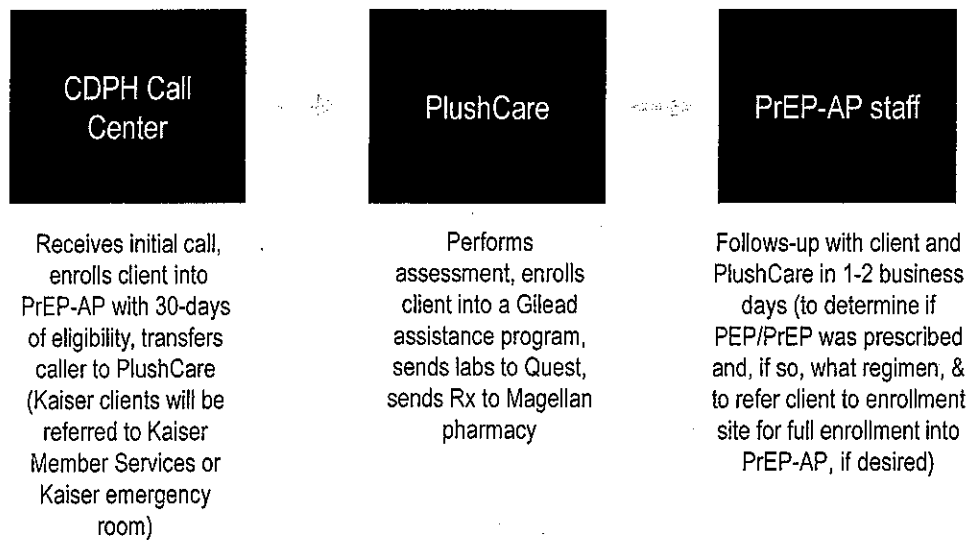 CDPH Call
Center
PlushCare
PrEP-AP staff
Receives initial call,
enrolls client into
PrEP-AP with 30-days
of eligibility, transfers
caller to PlushCare
(Kaiser clients will be
referred to Kaiser
Member Services or
Kaiser emergency
room)
Performs
assessment, enrolls
client into a Gilead
assistance program,
sends labs to Quest,
sends Rx to Magellan
pharmacy
Follows-up with client and
PlushCare in 1-2 business
days (to determine if
PEP/PrEP was prescribed
and, if so, what regimen, &
to refer client to enrollment
site for full enrollment into
PrEP-AP, if desired)